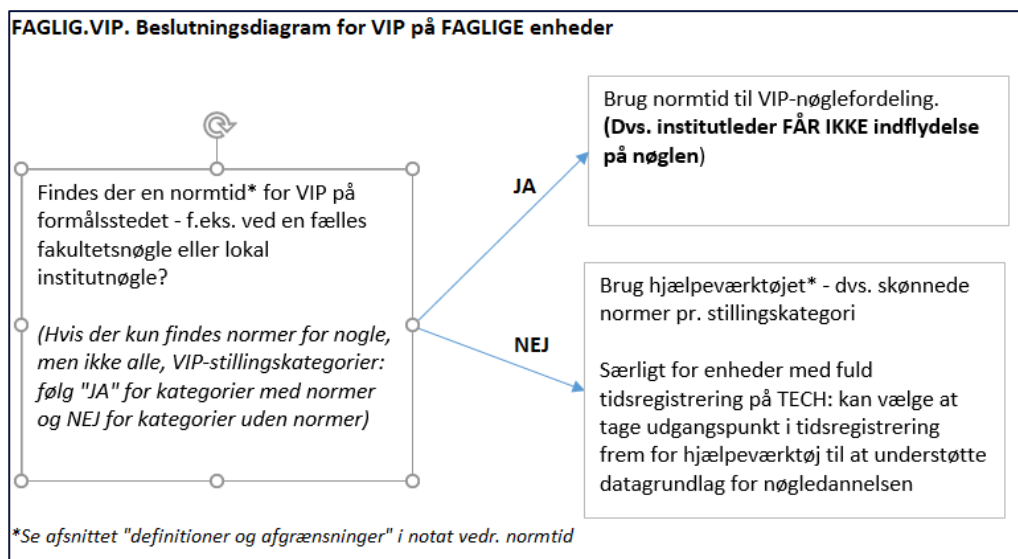 FAGLIG.VIP. Beslutningsdiagram for VIP på FAGLIGE enheder
Findes der en normtid* for VIP på
formålsstedet - f.eks. ved en fælles
fakultetsnøgle eller lokal
institutnøgle?
(Hvis der kun findes normer for nogle,
men ikke alle, VIP-stillingskategorier:
følg "JA" for kategorier med normer
og NEJ for kategorier uden normer)
JA
Brug normtid til VIP-nøglefordeling.
(Dvs. institutleder FÅR IKKE indflydelse
på nøglen)
NEJ
Brug hjælpeværktøjet* - dvs. skønnede
normer pr. stillingskategori
Særligt for enheder med fuld
tidsregistrering på TECH: kan vælge at
tage udgangspunkt i tidsregistrering
frem for hjælpeværktøj til at understøtte
datagrundlag for nøgledannelsen
*Se afsnittet "definitioner og afgrænsninger" i notat vedr. normtid